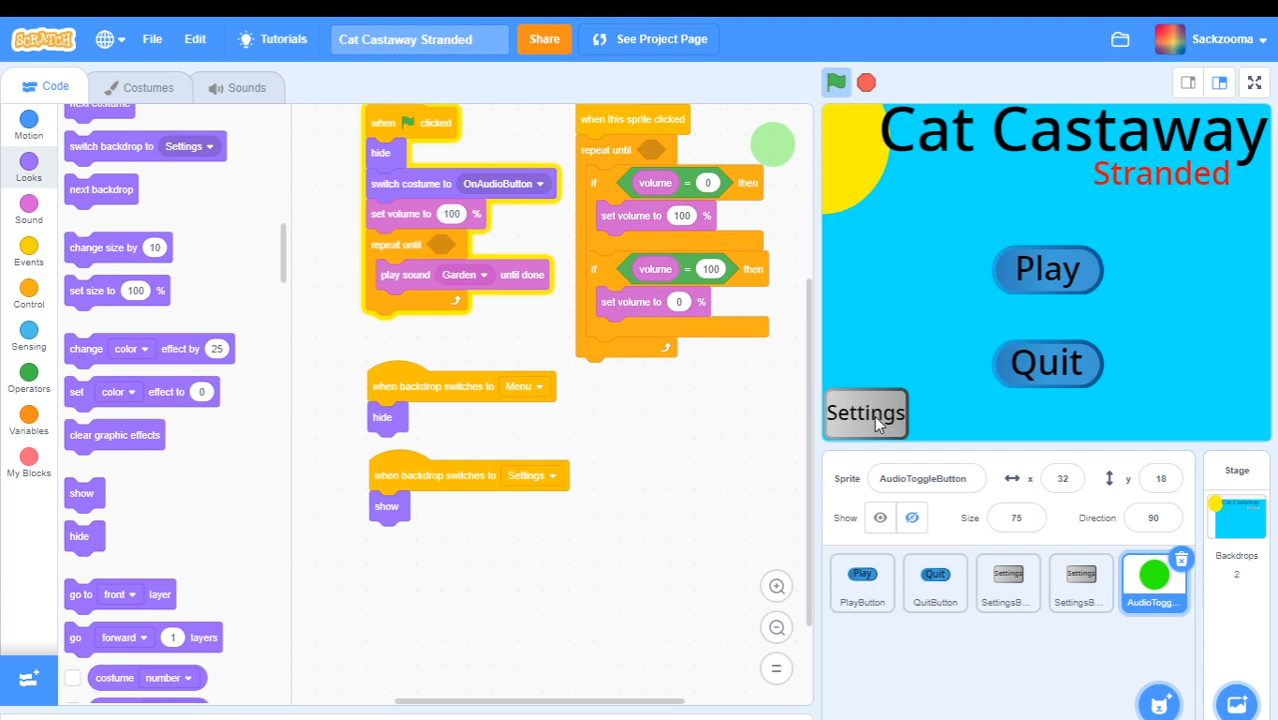 SCRATCH File Edit Tutorials Cat Castaway Stranded Share See Project Page Sackzooma
Code Costumes Sounds
Motion
Looks
Sound
Events
Control
Sensing
Operators
Variables
My Blocks
next costume
switch backdrop to Settings
next backdrop
change size by 10
set size to 100 %
change color effect by 25
set color effect to 0
clear graphic effects
show
hide
go to front layer
go forward 1 layers
costume number
when clicked
hide
switch costume to OnAudioButton
set volume to 100 %
repeat until
play sound Garden until done
when backdrop switches to Menu
hide
when backdrop switches to Settings
show
when this sprite clicked
repeat until
if volume = 0 then
set volume to 100 %
if volume = 100 then
set volume to 0 %
Cat Castaway
Stranded
Play
Quit
Settings
Sprite AudioToggleButton x 32 y 18
Show Size 75 Direction 90
Play
PlayButton
Quit
QuitButton
Settings
SettingsB...
Settings
SettingsB...
AudioTogg...
Stage
Cat Castaway
Backdrops
2